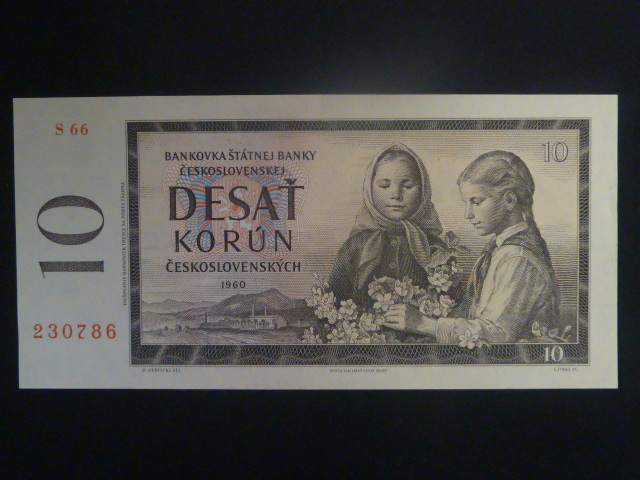 S 66
10
230786
BANKOVKA ŠTÁTNEJ BANKY
ČESKOSLOVENSKEJ
DESAŤ
KORÚN
ČESKOSLOVENSKÝCH
1960
10
10